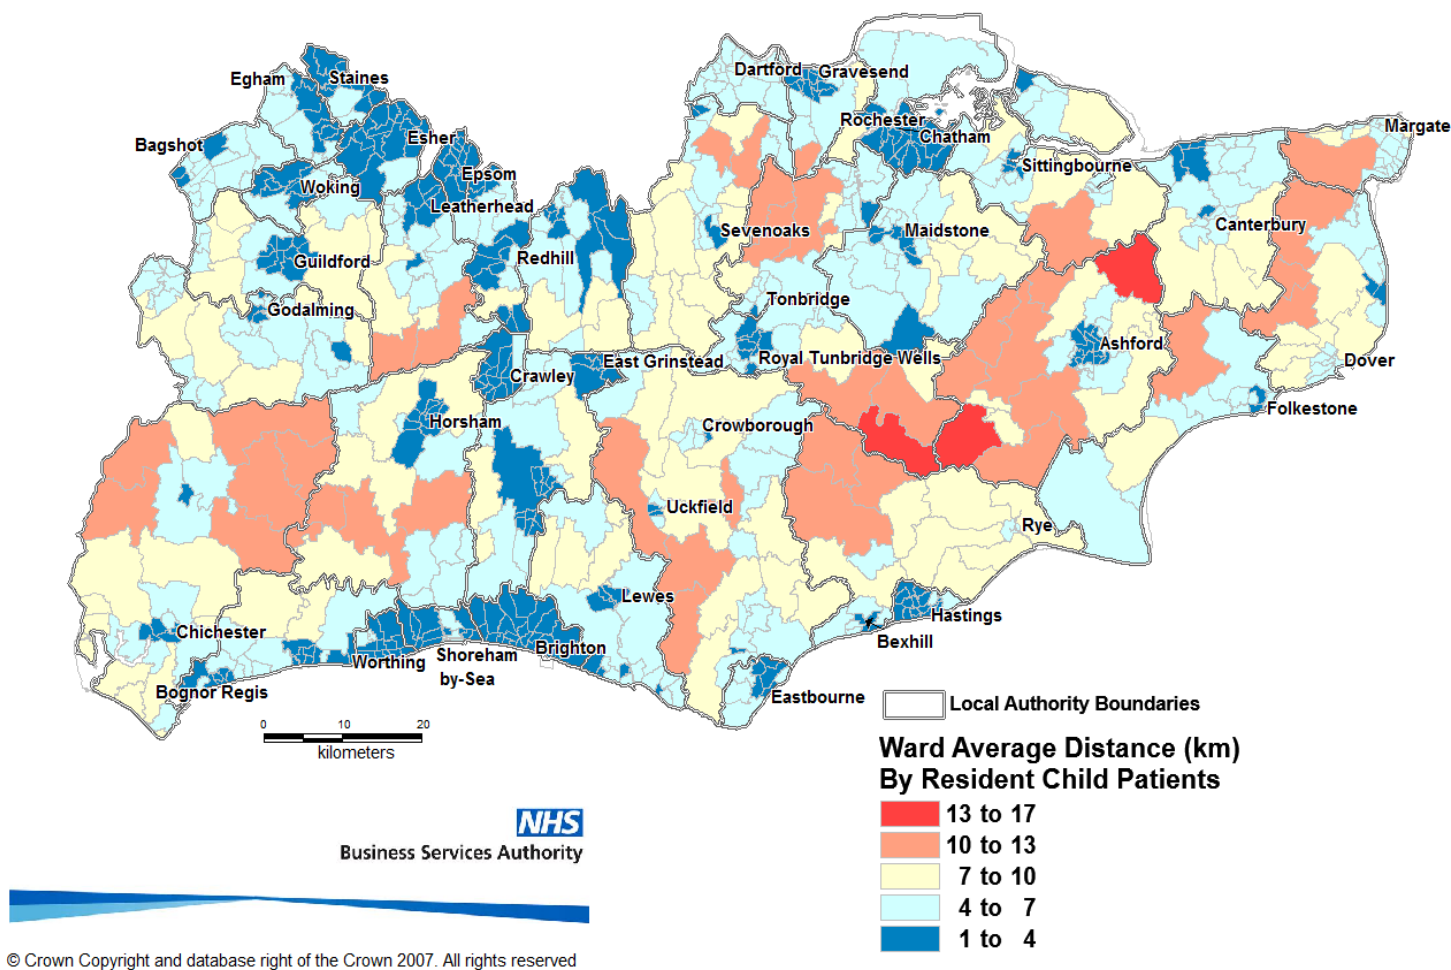 Egham
Staines
Dartford
Gravesend
Rochester
Chatham
Margate
Esher
Bagshot
Epsom
Sittingbourne
Woking
Leatherhead
Canterbury
Sevenoaks
Maidstone
Redhill
Guildford
Tonbridge
Godalming
Ashford
Royal Tunbridge Wells
East Grinstead
Dover
Crawley
Folkestone
Horsham
Crowborough
Uckfield
Rye
Lewes
Hastings
Chichester
Bexhill
Brighton
Shoreham
by-Sea
Worthing
Bognor Regis
Eastbourne
0 10 20
kilometers
Local Authority Boundaries
Ward Average Distance (km)
By Resident Child Patients
13 to 17
10 to 13
7 to 10
4 to 7
1 to 4
NHS
Business Services Authority
© Crown Copyright and database right of the Crown 2007. All rights reserved